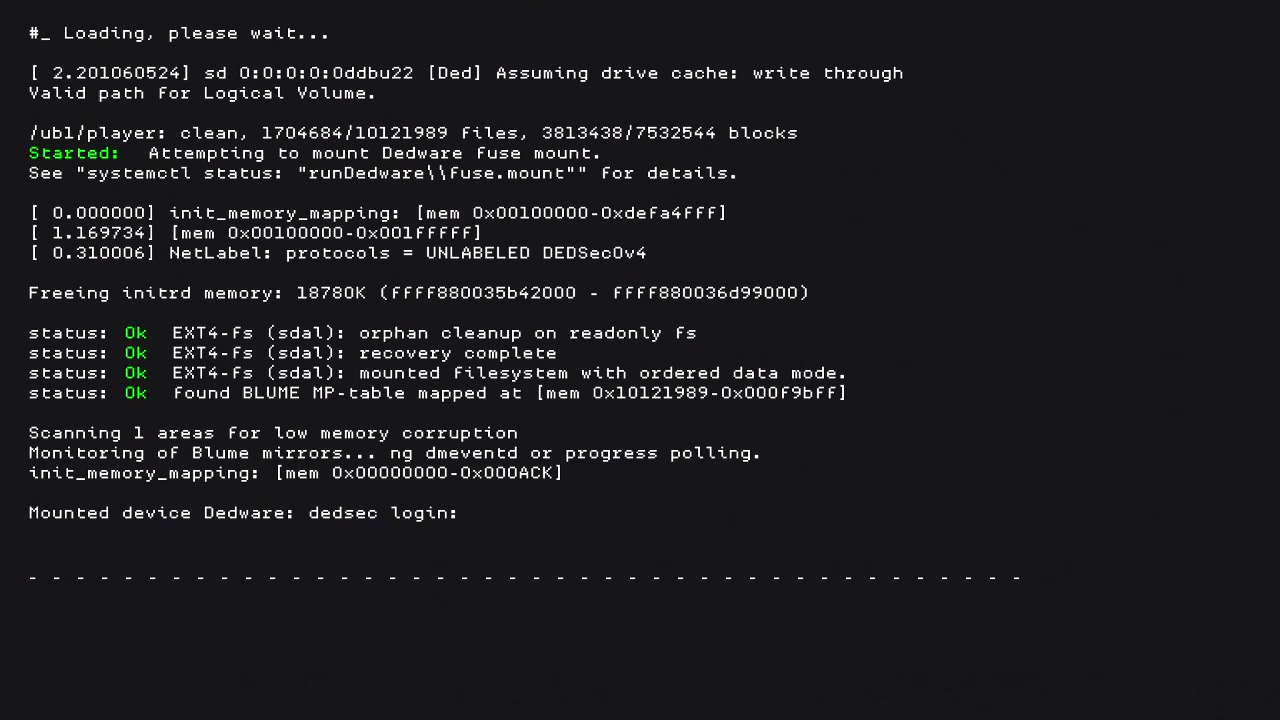 #_ Loading, please wait...
[ 2.201060524] sd 0:0:0:0:0ddbu22 [Ded] Assuming drive cache: write through
Valid path for Logical Volume.
/ubl/player: clean, 1704684/10121989 files, 3813438/7532544 blocks
Started: Attempting to mount Dedware fuse mount.
See "systemctl status: "runDedware\\fuse.mount"" for details.
[ 0.000000] init_memory_mapping: [mem 0x00100000-0xdefa4fff]
[ 1.169734] [mem 0x00100000-0x001fffff]
[ 0.310006] NetLabel: protocols = UNLABELED DEDSec0v4
Freeing initrd memory: 18780K (ffff880035b42000 - ffff880036d99000)
status: Ok EXT4-fs (sdal): orphan cleanup on readonly fs
status: Ok EXT4-fs (sdal): recovery complete
status: Ok EXT4-fs (sdal): mounted filesystem with ordered data mode.
status: Ok found BLUME MP-table mapped at [mem 0x10121989-0x000f9bff]
Scanning 1 areas for low memory corruption
Monitoring of Blume mirrors... ng dmeventd or progress polling.
init_memory_mapping: [mem 0x00000000-0x000ACK]
Mounted device Dedware: dedsec login:
- - - - - - - - - - - - - - - - - - - - - - - - - - - - - - - - - - - - - - - - - -